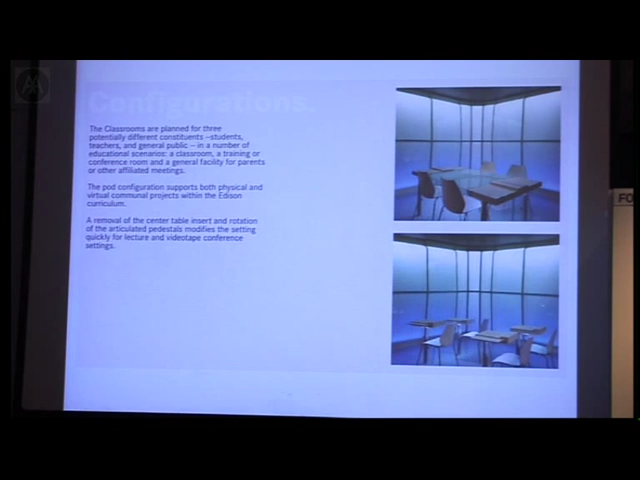 Configurations.
The Classrooms are planned for three
potentially different constituents –students,
teachers, and general public – in a number of
educational scenarios: a classroom, a training or
conference room and a general facility for parents
or other affiliated meetings.
The pod configuration supports both physical and
virtual communal projects within the Edison
curriculum.
A removal of the center table insert and rotation
of the articulated pedestals modifies the setting
quickly for lecture and videotape conference
settings.
FO